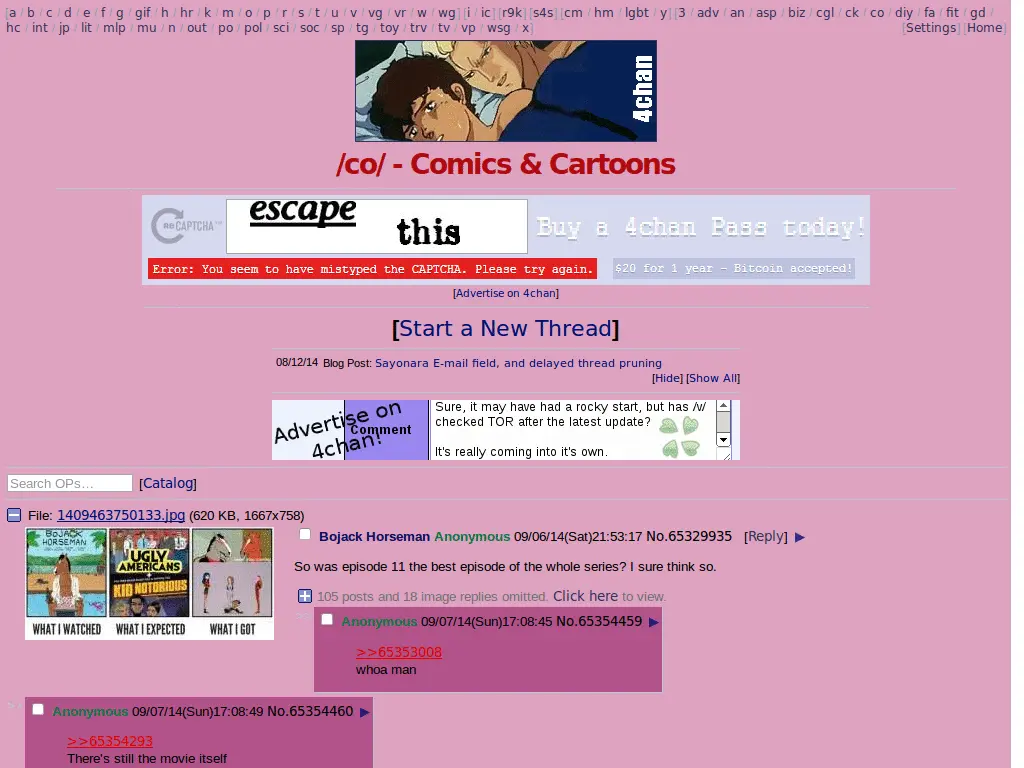 [a / b / c / d / e / f / g / gif / h / hr / k / m / o / p / r / s / t / u / v / vg / vr / w / wg] [i / ic] [r9k] [s4s] [cm / hm / lgbt / y] [3 / adv / an / asp / biz / cgl / ck / co / diy / fa / fit / gd /
hc / int / jp / lit / mlp / mu / n / out / po / pol / sci / soc / sp / tg / toy / trv / tv / vp / wsg / x] [Settings] [Home]
4chan
/co/ - Comics & Cartoons
reCAPTCHA™ escape this Buy a 4chan Pass today!
Error: You seem to have mistyped the CAPTCHA. Please try again. $20 for 1 year - Bitcoin accepted!
[Advertise on 4chan]
[Start a New Thread]
08/12/14 Blog Post: Sayonara E-mail field, and delayed thread pruning
[Hide] [Show All]
Advertise on
4chan!
Comment
Sure, it may have had a rocky start, but has /v/
checked TOR after the latest update?
It's really coming into it's own.
Search OPs... [Catalog]
File: 1409463750133.jpg (620 KB, 1667x758)
BOJACK
HORSEMAN
UGLY
AMERICANS
KID NOTORIOUS
WHAT I WATCHED WHAT I EXPECTED WHAT I GOT
Bojack Horseman Anonymous 09/06/14(Sat)21:53:17 No.65329935 [Reply] ▶
So was episode 11 the best episode of the whole series? I sure think so.
105 posts and 18 image replies omitted. Click here to view.
>> Anonymous 09/07/14(Sun)17:08:45 No.65354459 ▶
>>65353008
whoa man
>> Anonymous 09/07/14(Sun)17:08:49 No.65354460 ▶
>>65354293
There's still the movie itself